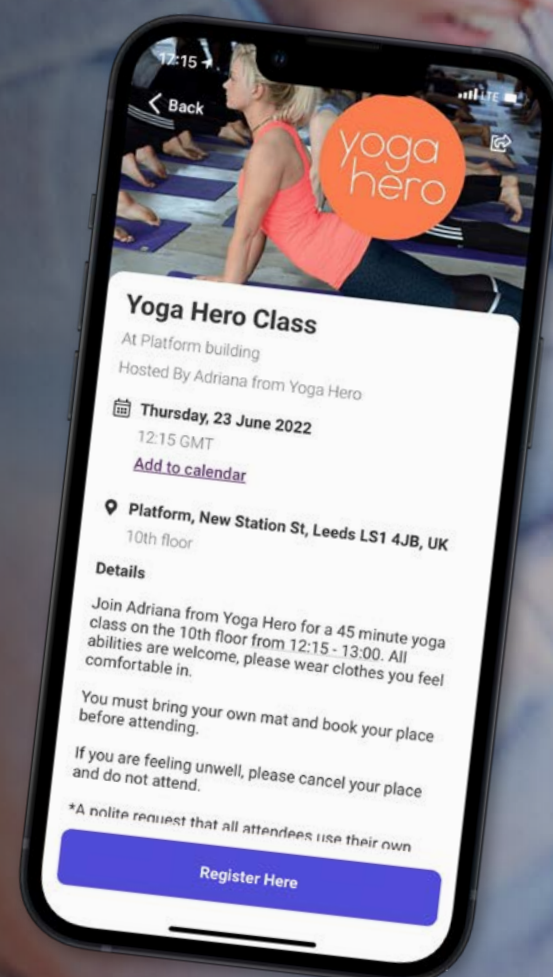 17:15
LTE
Back
yoga
hero
Yoga Hero Class
At Platform building
Hosted By Adriana from Yoga Hero
Thursday, 23 June 2022
12:15 GMT
Add to calendar
Platform, New Station St, Leeds LS1 4JB, UK
10th floor
Details
Join Adriana from Yoga Hero for a 45 minute yoga
class on the 10th floor from 12:15 - 13:00. All
abilities are welcome, please wear clothes you feel
comfortable in.
You must bring your own mat and book your place
before attending.
If you are feeling unwell, please cancel your place
and do not attend.
*A polite request that all attendees use their own
Register Here